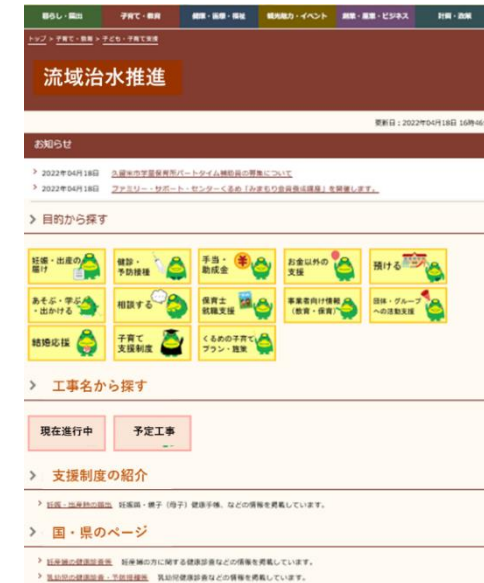 暮らし・届出 子育て・教育 健康・医療・福祉 観光魅力・イベント 創業・産業・ビジネス 計画・政策
トップ > 子育て・教育 > 子ども・子育て支援
流域治水推進
更新日：2022年04月18日 16時46
お知らせ
2022年04月18日 久留米市学童保育所パートタイム補助員の募集について
2022年04月18日 ファミリー・サポート・センターくるめ「みまもり会員養成講座」を開催します。
目的から探す
妊娠・出産の届け 健診・予防接種 手当・助成金 お金以外の支援 預ける
あそぶ・学ぶ・出かける 相談する 保育士就職支援 事業者向け情報（教育・保育） 団体・グループへの活動支援
結婚応援 子育て支援制度 くるめの子育てプラン・施策
工事名から探す
現在進行中 予定工事
支援制度の紹介
妊娠・出産時の届出 妊娠届・親子（母子）健康手帳、などの情報を掲載しています。
国・県のページ
妊産婦の健康診査等 妊産婦の方に関する健康診査などの情報を掲載しています。
乳幼児の健康診査・予防接種等 乳幼児健康診査などの情報を掲載しています。